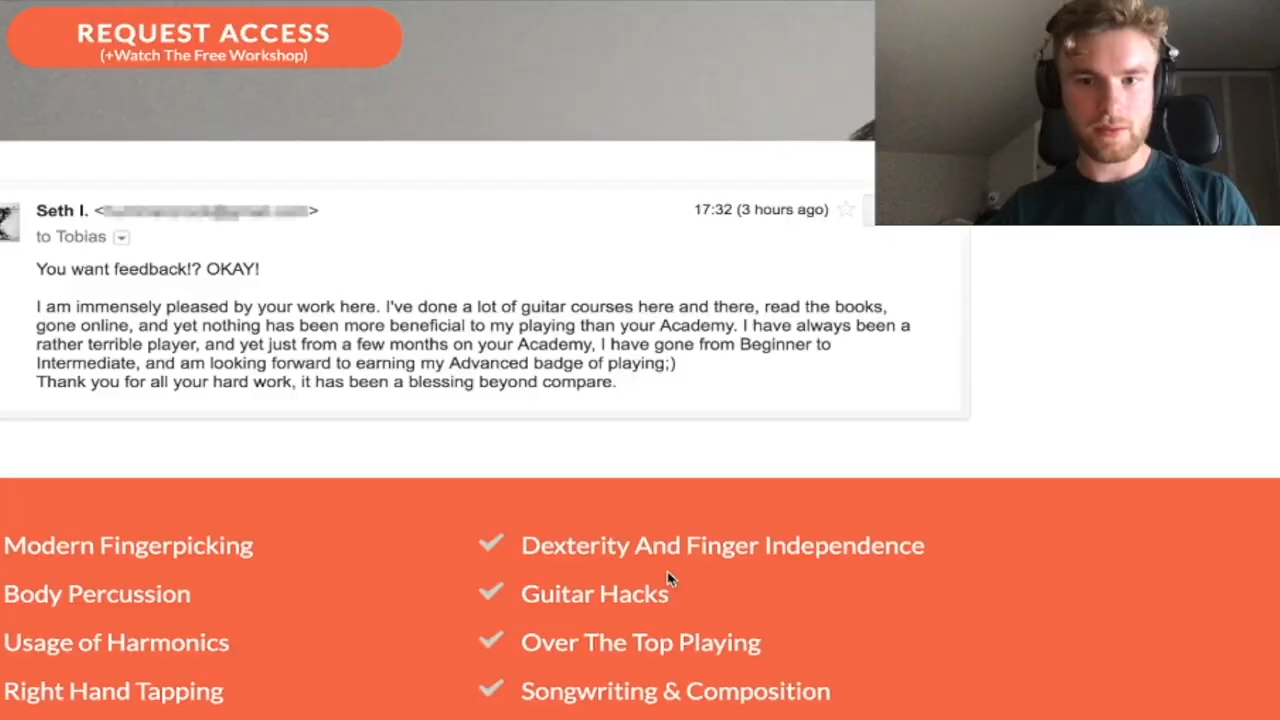 REQUEST ACCESS
(+Watch The Free Workshop)
Seth I. < >
17:32 (3 hours ago)
to Tobias
You want feedback!? OKAY!
I am immensely pleased by your work here. I've done a lot of guitar courses here and there, read the books,
gone online, and yet nothing has been more beneficial to my playing than your Academy. I have always been a
rather terrible player, and yet just from a few months on your Academy, I have gone from Beginner to
Intermediate, and am looking forward to earning my Advanced badge of playing;)
Thank you for all your hard work, it has been a blessing beyond compare.
Modern Fingerpicking
Dexterity And Finger Independence
Body Percussion
Guitar Hacks
Usage of Harmonics
Over The Top Playing
Right Hand Tapping
Songwriting & Composition